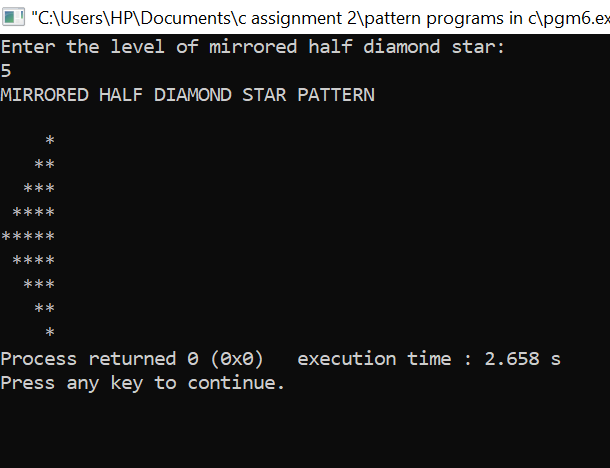 "C:\Users\HP\Documents\c assignment 2\pattern programs in c\pgm6.ex
Enter the level of mirrored half diamond star:
5
MIRRORED HALF DIAMOND STAR PATTERN

    *
   **
  ***
 ****
*****
 ****
  ***
   **
    *
Process returned 0 (0x0)   execution time : 2.658 s
Press any key to continue.